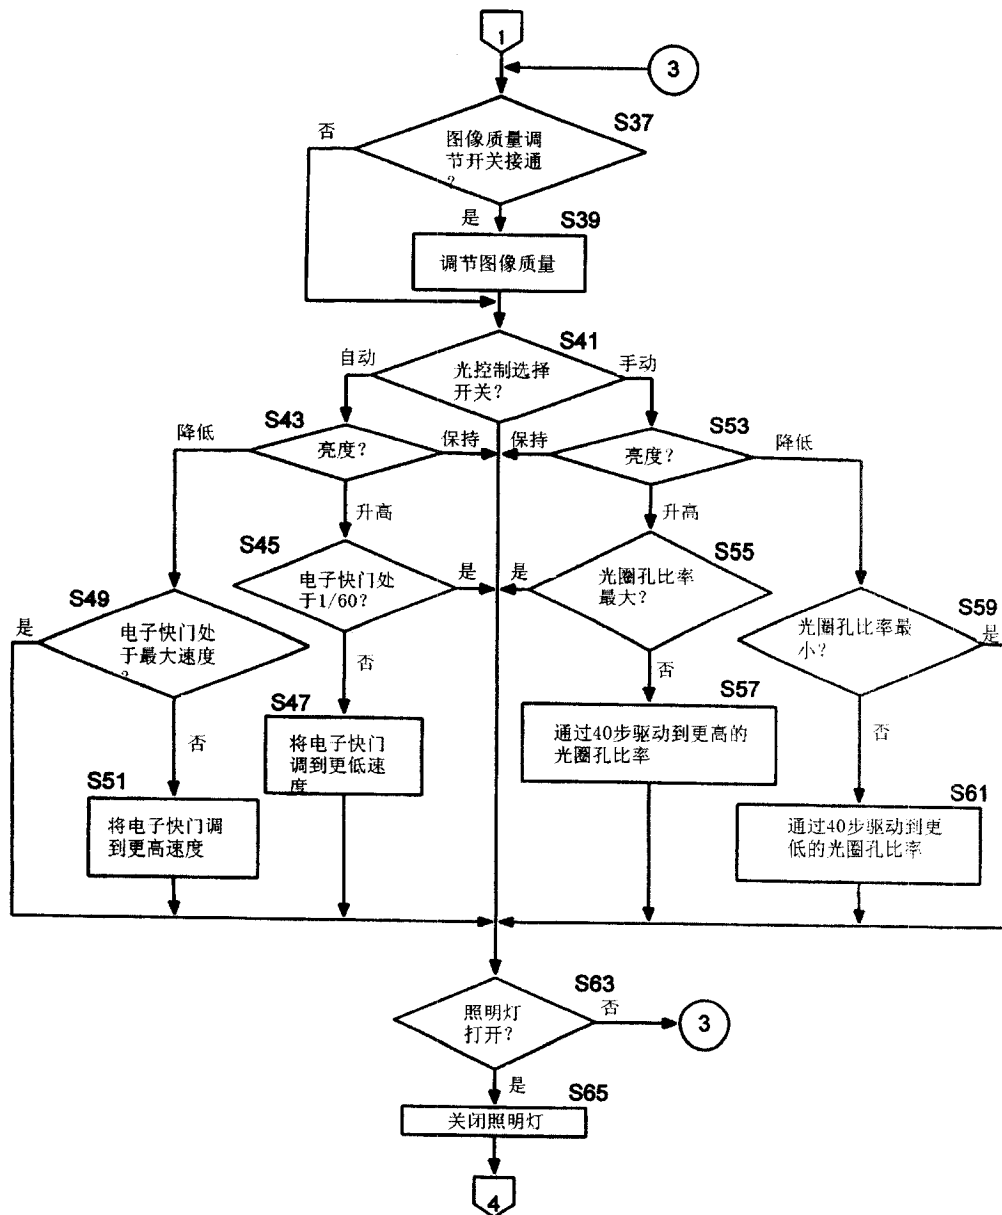 1
3
S37
否
图像质量调
节开关接通
?
是
S39
调节图像质量
S41
自动
手动
光控制选择
开关?
S43
S53
降低
亮度?
保持
保持
亮度?
降低
升高
升高
S45
S55
电子快门处
于1/60?
是
是
光圈孔比率
最大?
S49
S59
是
电子快门处
于最大速度
?
光圈孔比率最
小?
是
否
否
S47
S57
将电子快门
调到更低速
度
通过40步驱动到更高的
光圈孔比率
否
否
S51
S61
将电子快门调
到更高速度
通过40步驱动到更
低的光圈孔比率
S63
照明灯
打开?
否
3
是
S65
关闭照明灯
4